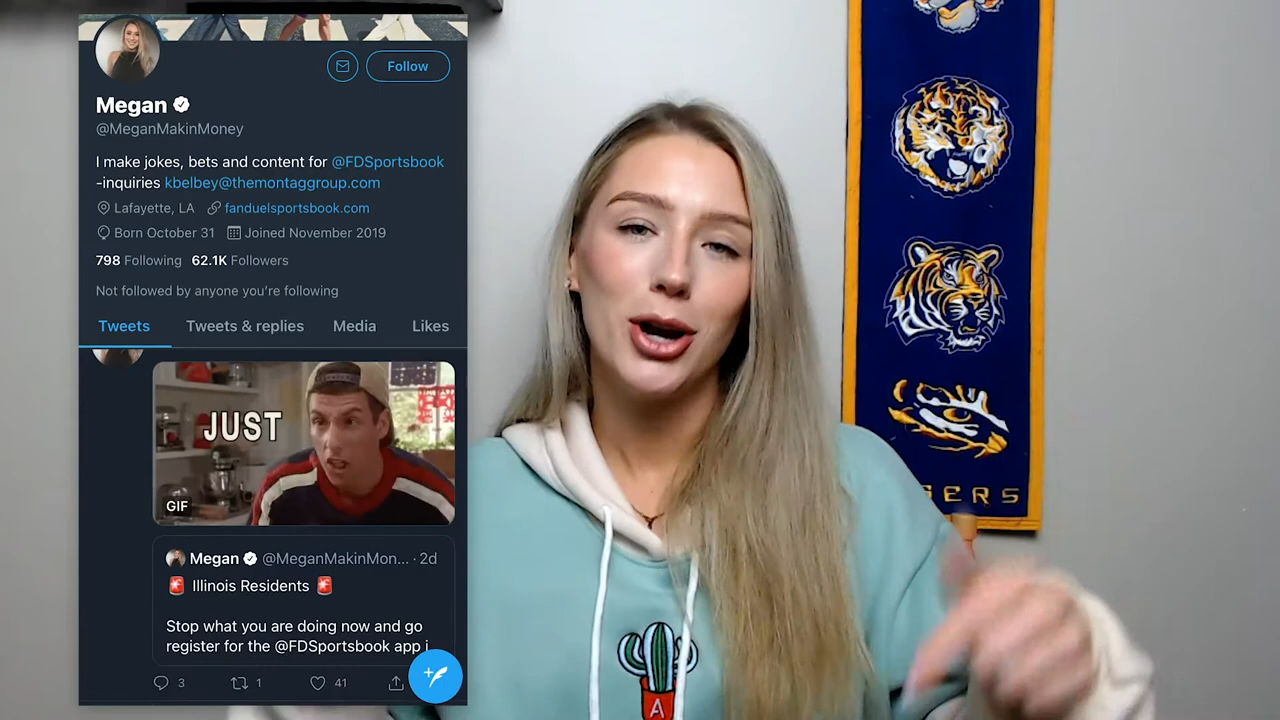 Follow
Megan
@MeganMakinMoney
I make jokes, bets and content for @FDSportsbook
-inquiries kbelbey@themontaggroup.com
Lafayette, LA fanduelsportsbook.com
Born October 31 Joined November 2019
798 Following 62.1K Followers
Not followed by anyone you're following
Tweets Tweets & replies Media Likes
JUST
GIF
Megan @MeganMakinMon... · 2d
Illinois Residents
Stop what you are doing now and go
register for the @FDSportsbook app i
3 1 41
GERS
A